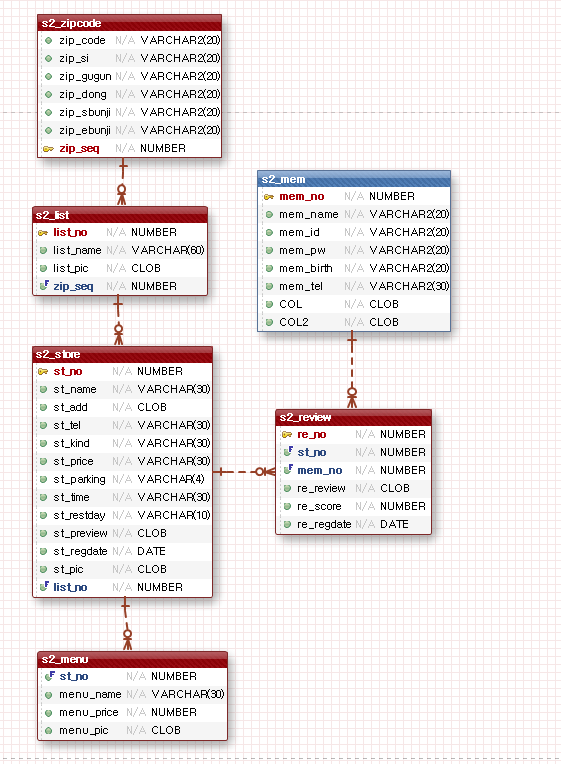 s2_zipcode
zip_code N/A VARCHAR2(20)
zip_si N/A VARCHAR2(20)
zip_gugun N/A VARCHAR2(20)
zip_dong N/A VARCHAR2(20)
zip_sbunji N/A VARCHAR2(20)
zip_ebunji N/A VARCHAR2(20)
zip_seq N/A NUMBER
s2_list
list_no N/A NUMBER
list_name N/A VARCHAR(60)
list_pic N/A CLOB
F zip_seq N/A NUMBER
s2_mem
mem_no N/A NUMBER
mem_name N/A VARCHAR2(20)
mem_id N/A VARCHAR2(20)
mem_pw N/A VARCHAR2(20)
mem_birth N/A VARCHAR2(20)
mem_tel N/A VARCHAR2(30)
COL N/A CLOB
COL2 N/A CLOB
s2_store
st_no N/A NUMBER
st_name N/A VARCHAR(30)
st_add N/A CLOB
st_tel N/A VARCHAR(30)
st_kind N/A VARCHAR(30)
st_price N/A VARCHAR(30)
st_parking N/A VARCHAR(4)
st_time N/A VARCHAR(30)
st_restday N/A VARCHAR(10)
st_preview N/A CLOB
st_regdate N/A DATE
st_pic N/A CLOB
F list_no N/A NUMBER
s2_review
re_no N/A NUMBER
F st_no N/A NUMBER
F mem_no N/A NUMBER
re_review N/A CLOB
re_score N/A NUMBER
re_regdate N/A DATE
s2_menu
F st_no N/A NUMBER
menu_name N/A VARCHAR(30)
menu_price N/A NUMBER
menu_pic N/A CLOB